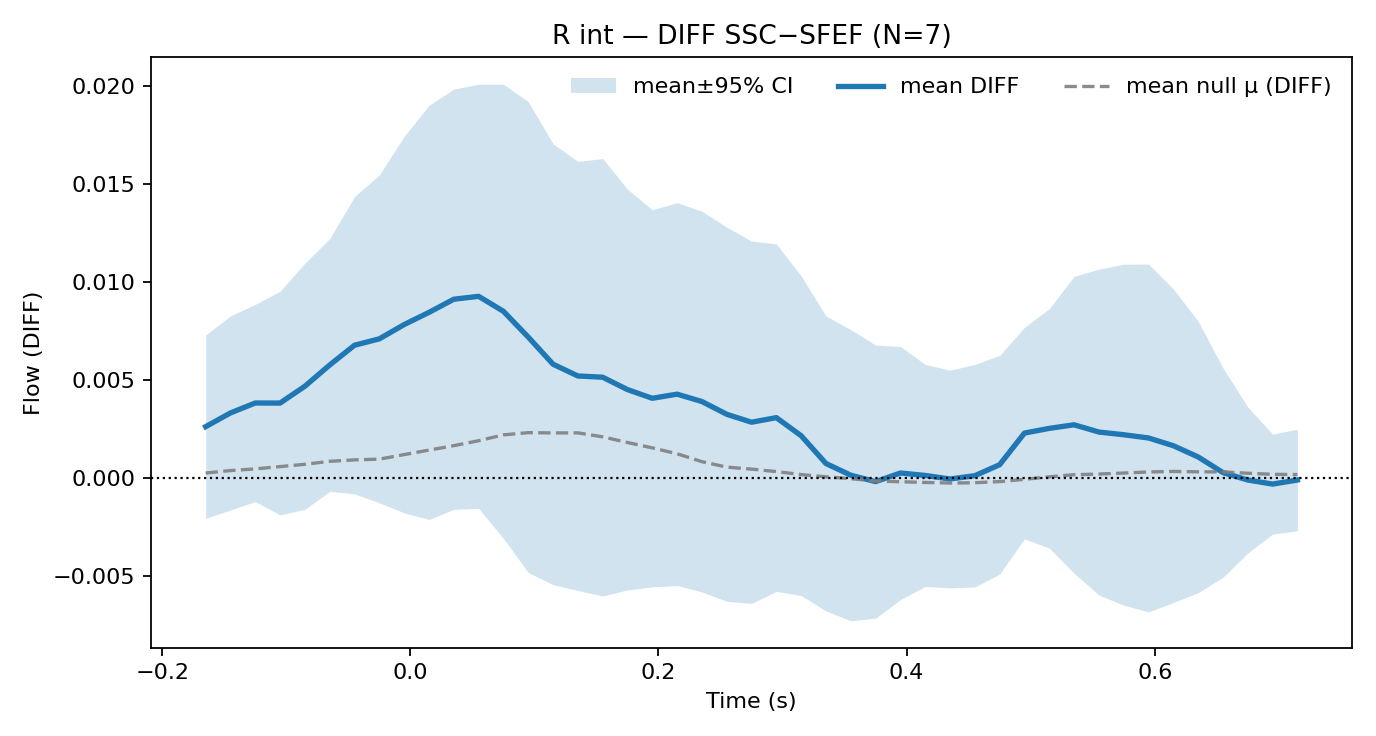 R int — DIFF SSC−SFEF (N=7)
mean±95% CI
mean DIFF
mean null μ (DIFF)
0.020
0.015
0.010
0.005
0.000
−0.005
Flow (DIFF)
−0.2
0.0
0.2
0.4
0.6
Time (s)